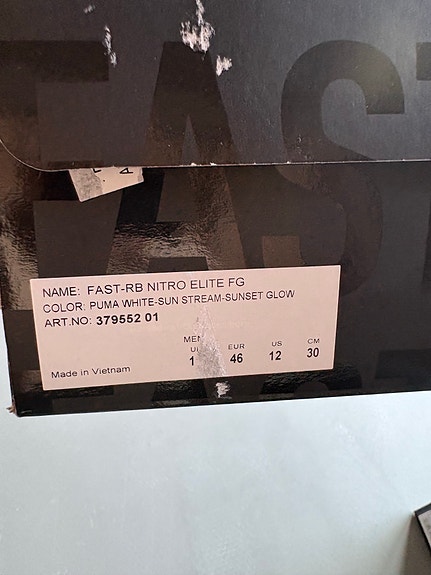 FAST
NAME: FAST-RB NITRO ELITE FG
COLOR: PUMA WHITE-SUN STREAM-SUNSET GLOW
ART.NO: 379552 01
EUR US CM
46 12 30
Made in Vietnam